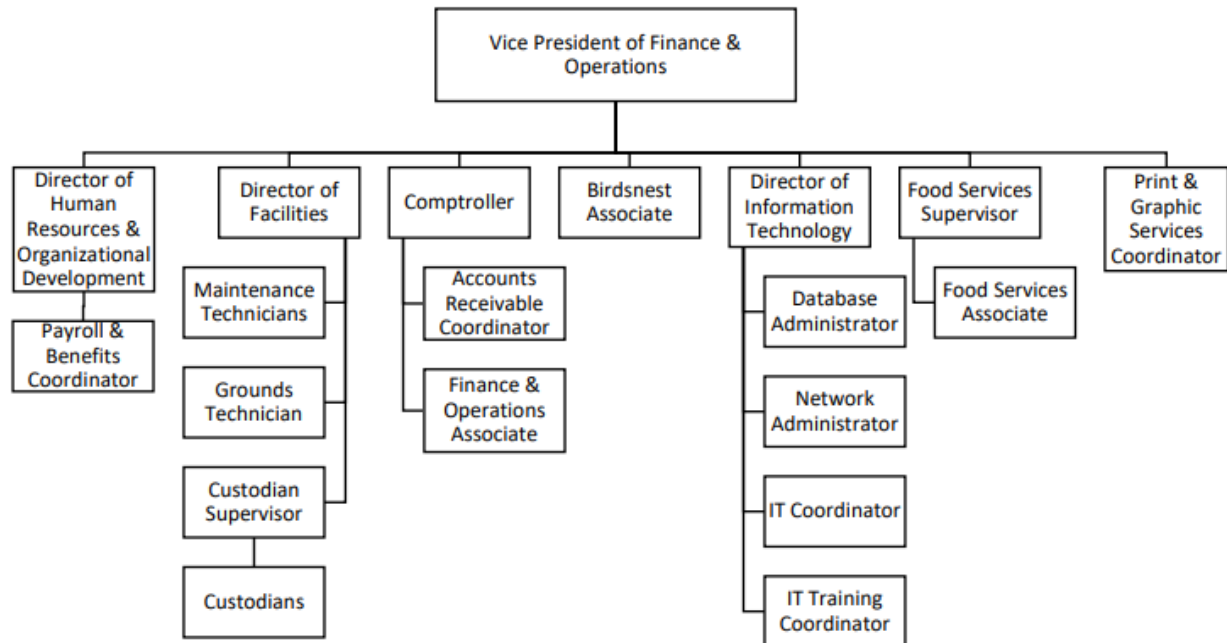 Vice President of Finance &
Operations
Director of
Human
Resources &
Organizational
Development
Director of
Facilities
Comptroller
Birdsnest
Associate
Director of
Information
Technology
Food Services
Supervisor
Print &
Graphic
Services
Coordinator
Payroll &
Benefits
Coordinator
Maintenance
Technicians
Grounds
Technician
Custodian
Supervisor
Custodians
Accounts
Receivable
Coordinator
Finance &
Operations
Associate
Database
Administrator
Network
Administrator
IT Coordinator
IT Training
Coordinator
Food Services
Associate